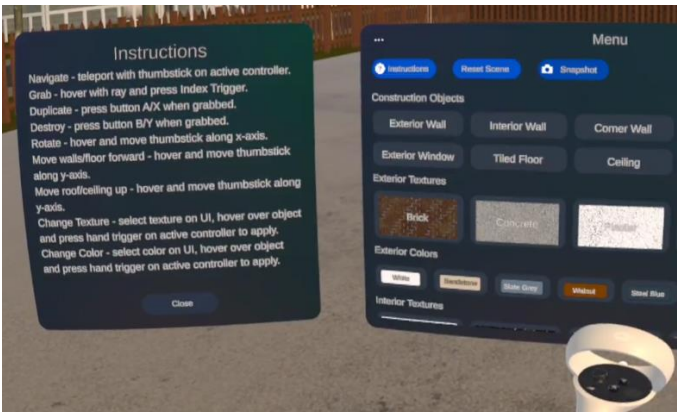 Instructions
Navigate - teleport with thumbstick on active controller.
Grab - hover with ray and press Index Trigger.
Duplicate - press button A/X when grabbed.
Destroy - press button B/Y when grabbed.
Rotate - hover and move thumbstick along x-axis.
Move walls/floor forward - hover and move thumbstick
along y-axis.
Move roof/ceiling up - hover and move thumbstick along
y-axis.
Change Texture - select texture on UI, hover over object
and press hand trigger on active controller to apply.
Change Color - select color on UI, hover over object
and press hand trigger on active controller to apply.
Close
... Menu
? Instructions Reset Scene Snapshot
Construction Objects
Exterior Wall Interior Wall Corner Wall
Exterior Window Tiled Floor Ceiling
Exterior Textures
Brick Concrete Plaster
Exterior Colors
White Sandstone Slate Grey Walnut Steel Blue
Interior Textures